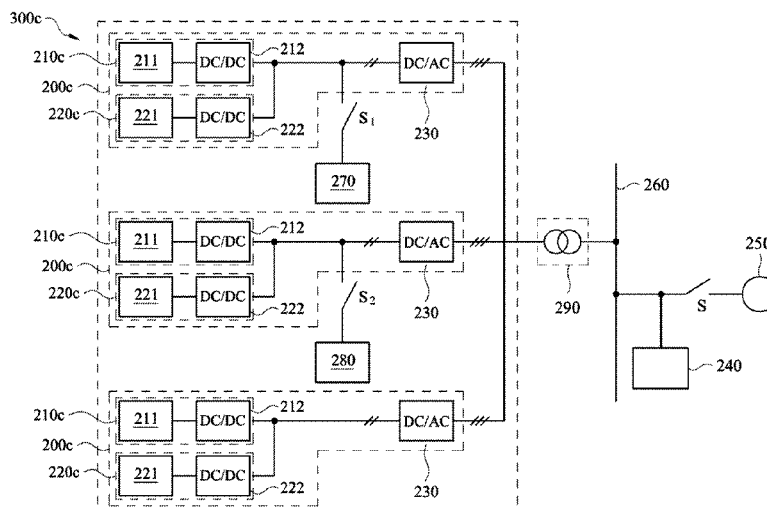 300c
210c
211
DC/DC
212
DC/AC
200c
220c
221
DC/DC
222
S1
230
270
260
210c
211
DC/DC
212
DC/AC
200c
220c
221
DC/DC
222
S2
230
290
250
S
280
240
210c
211
DC/DC
212
DC/AC
200c
220c
221
DC/DC
222
230